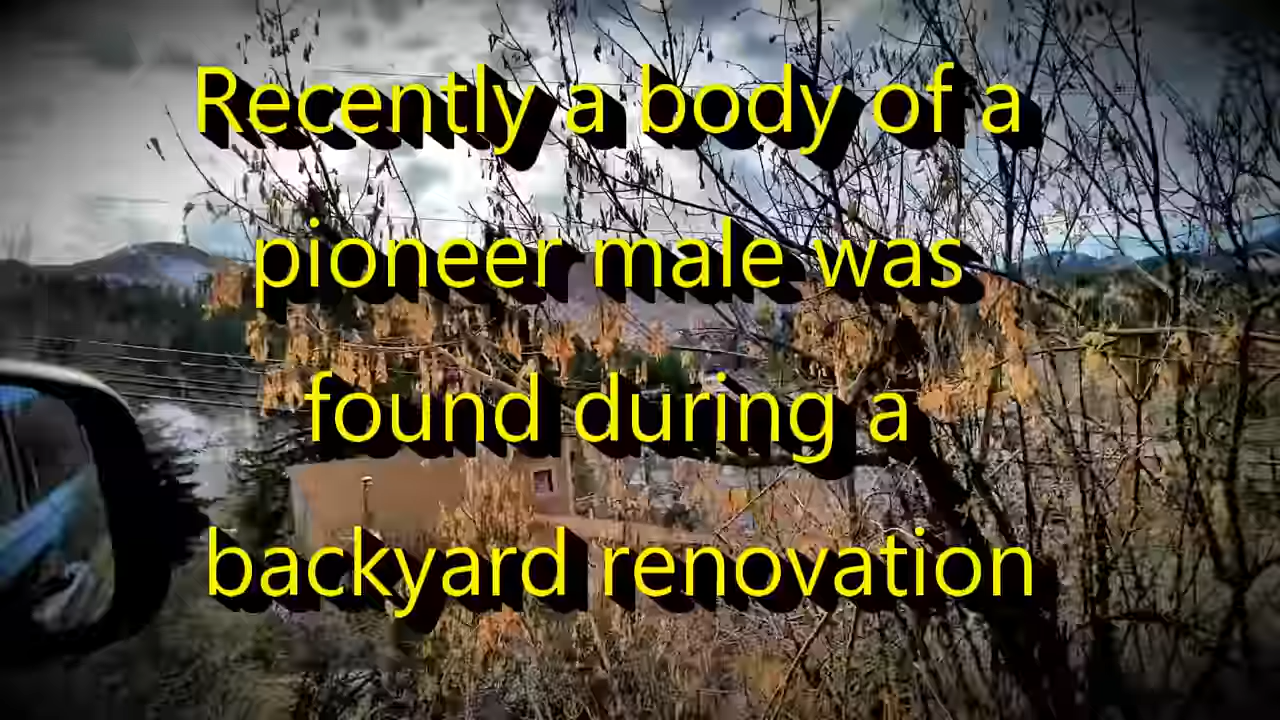 Recently a body of a
pioneer male was
found during a
backyard renovation